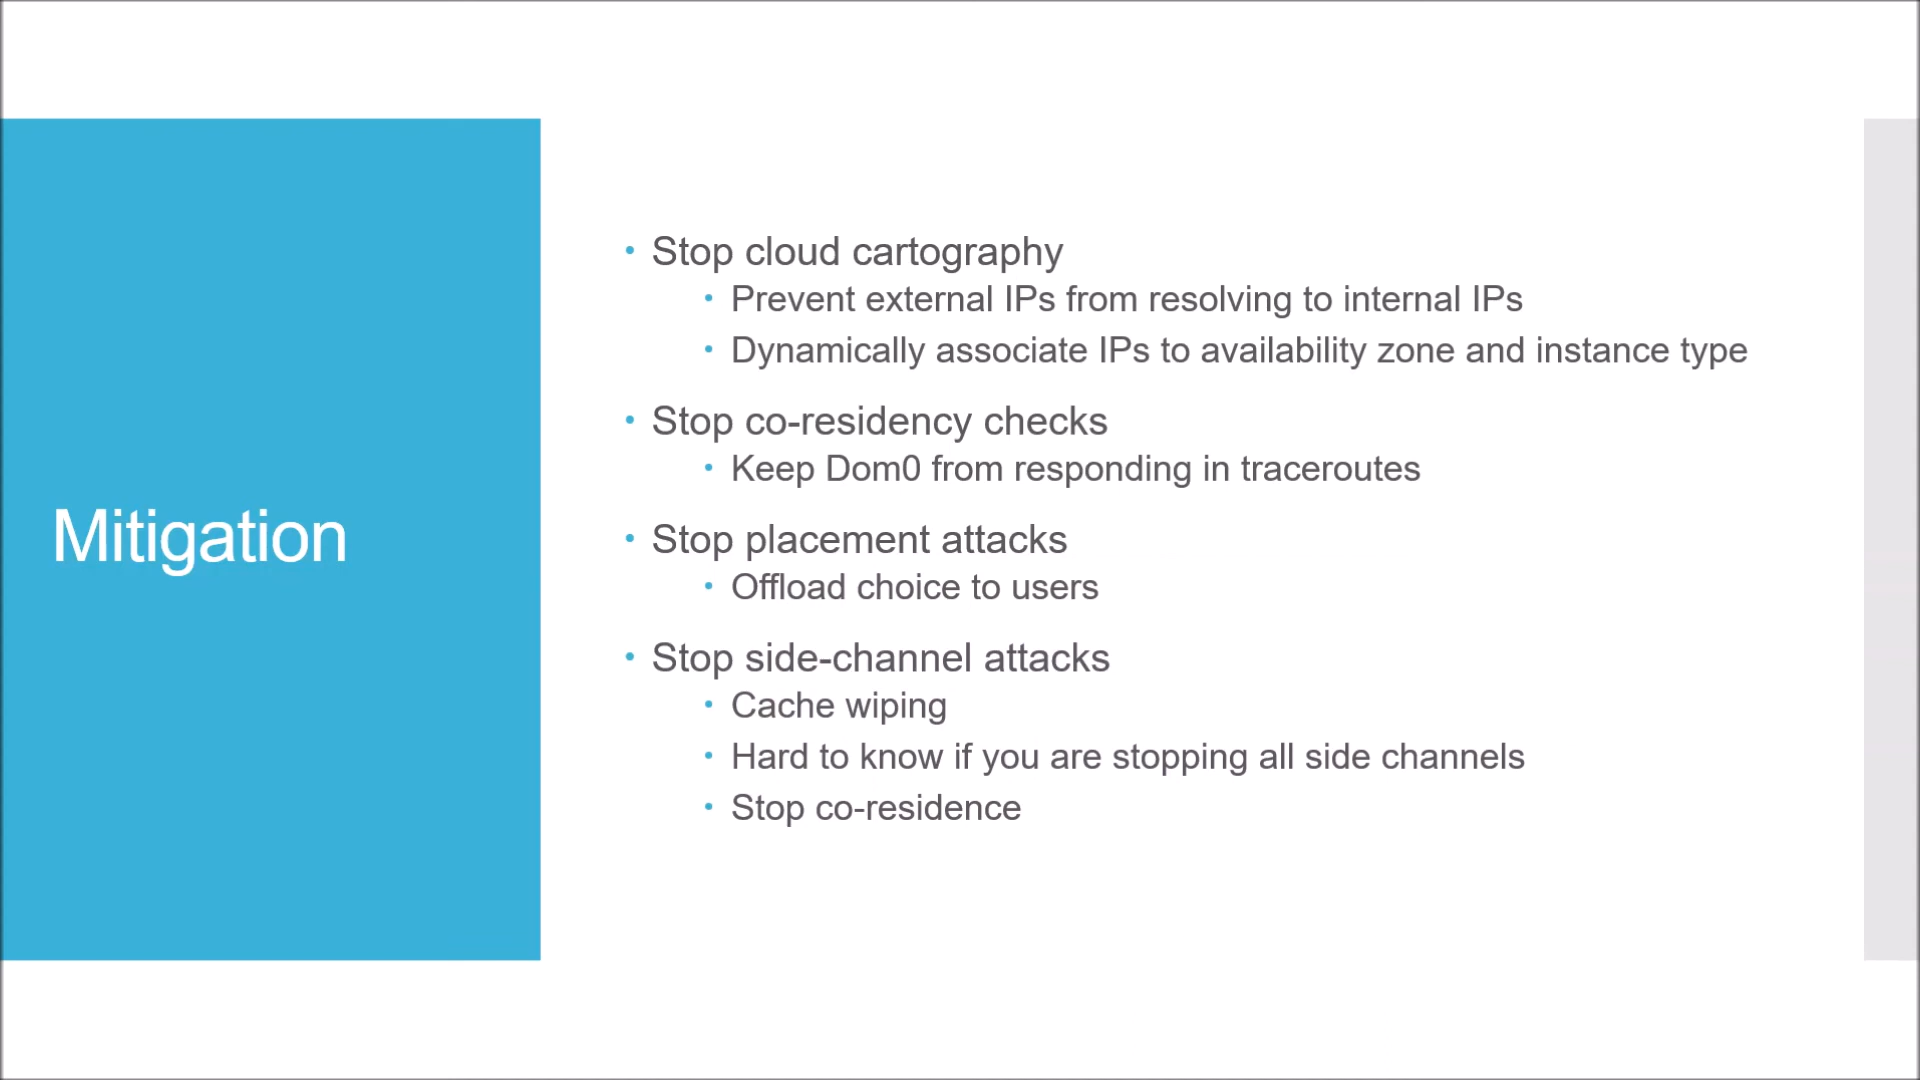 Mitigation
Stop cloud cartography
Prevent external IPs from resolving to internal IPs
Dynamically associate IPs to availability zone and instance type
Stop co-residency checks
Keep Dom0 from responding in traceroutes
Stop placement attacks
Offload choice to users
Stop side-channel attacks
Cache wiping
Hard to know if you are stopping all side channels
Stop co-residence